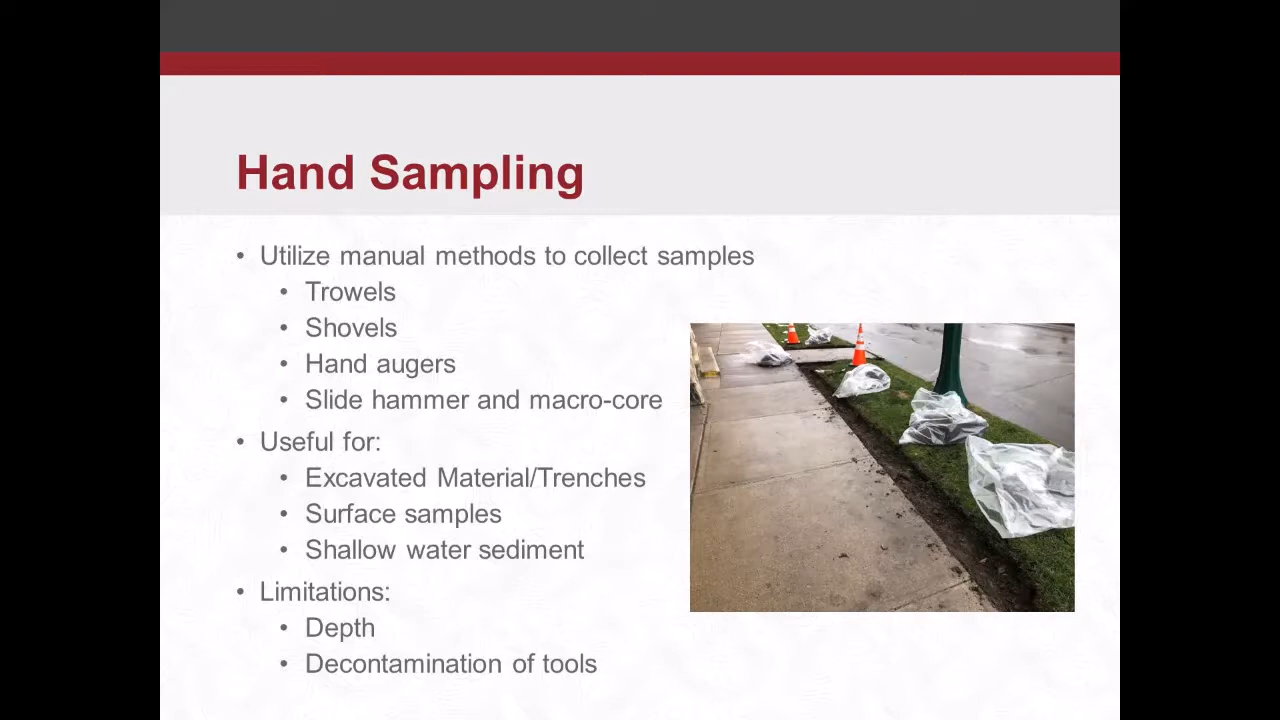 Hand Sampling
• Utilize manual methods to collect samples
• Trowels
• Shovels
• Hand augers
• Slide hammer and macro-core
• Useful for:
• Excavated Material/Trenches
• Surface samples
• Shallow water sediment
• Limitations:
• Depth
• Decontamination of tools